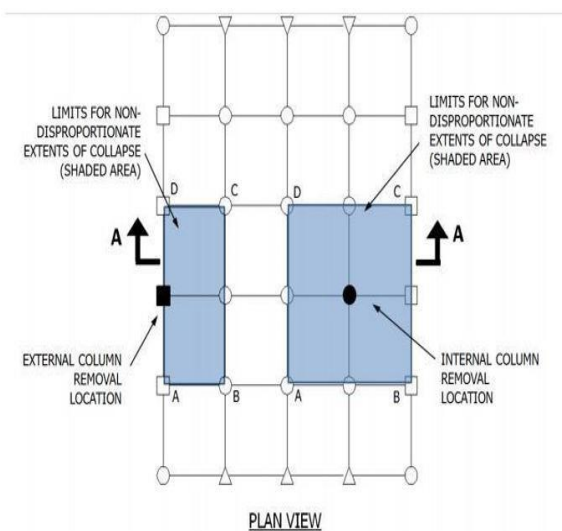 LIMITS FOR NON-
DISPROPORTIONATE
EXTENTS OF COLLAPSE
(SHADED AREA)
LIMITS FOR NON-
DISPROPORTIONATE
EXTENTS OF COLLAPSE
(SHADED AREA)
D
C
D
C
A
A
EXTERNAL COLUMN
REMOVAL
LOCATION
INTERNAL COLUMN
REMOVAL
LOCATION
A
B
A
B
PLAN VIEW